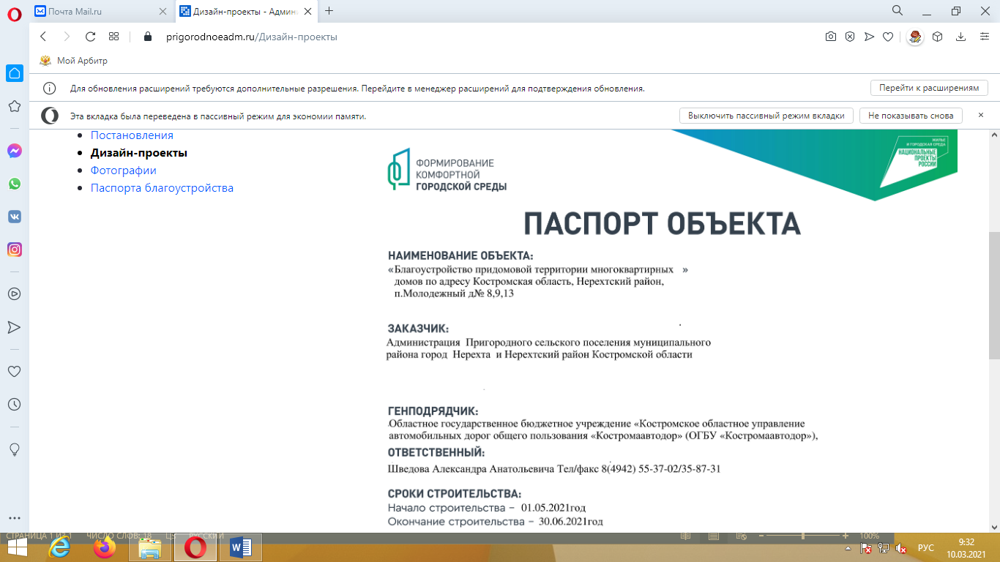 Почта Mail.ru
Дизайн-проекты - Админи
prigorodnoeadm.ru/Дизайн-проекты
Мой Арбитр
Для обновления расширений требуются дополнительные разрешения. Перейдите в менеджер расширений для подтверждения обновления.
Перейти к расширениям
Эта вкладка была переведена в пассивный режим для экономии памяти.
Выключить пассивный режим вкладки
Не показывать снова
Постановления
Дизайн-проекты
Фотографии
Паспорта благоустройства
ФОРМИРОВАНИЕ
КОМФОРТНОЙ
ГОРОДСКОЙ СРЕДЫ
ЖИЛЬЕ
И ГОРОДСКАЯ СРЕДА
НАЦИОНАЛЬНЫЕ
ПРОЕКТЫ
РОССИИ
ПАСПОРТ ОБЪЕКТА
НАИМЕНОВАНИЕ ОБЪЕКТА:
«Благоустройство придомовой территории многоквартирных »
домов по адресу Костромская область, Нерехтский район,
п.Молодежный д№ 8,9,13
ЗАКАЗЧИК:
Администрация Пригородного сельского поселения муниципального
района город Нерехта и Нерехтский район Костромской области
ГЕНПОДРЯДЧИК:
Областное государственное бюджетное учреждение «Костромское областное управление
автомобильных дорог общего пользования «Костромаавтодор» (ОГБУ «Костромаавтодор»),
ОТВЕТСТВЕННЫЙ:
Шведова Александра Анатольевича Тел/факс 8(4942) 55-37-02/35-87-31
СРОКИ СТРОИТЕЛЬСТВА:
Начало строительства – 01.05.2021год
Окончание строительства – 30.06.2021год
СТРАНИЦА 1 ИЗ 1 ЧИСЛО СЛОВ: 18 РУССКИЙ
100%
РУС
9:32
10.03.2021